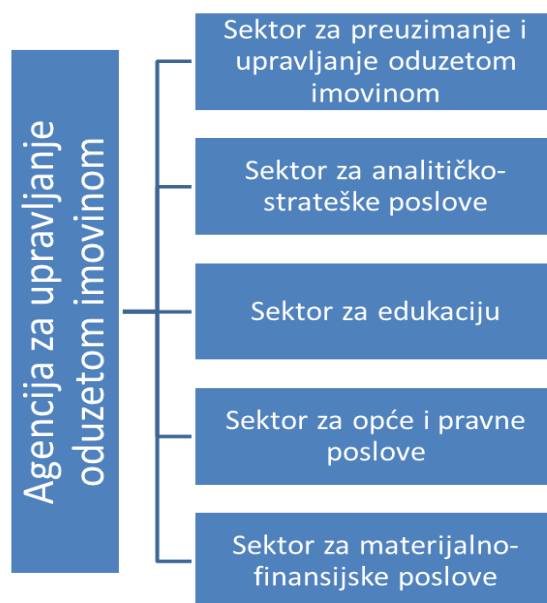 Agencija za upravljanje
oduzetom imovinom
Sektor za preuzimanje i
upravljanje oduzetom
imovinom
Sektor za analitičko-
strateške poslove
Sektor za edukaciju
Sektor za opće i pravne
poslove
Sektor za materijalno-
finansijske poslove